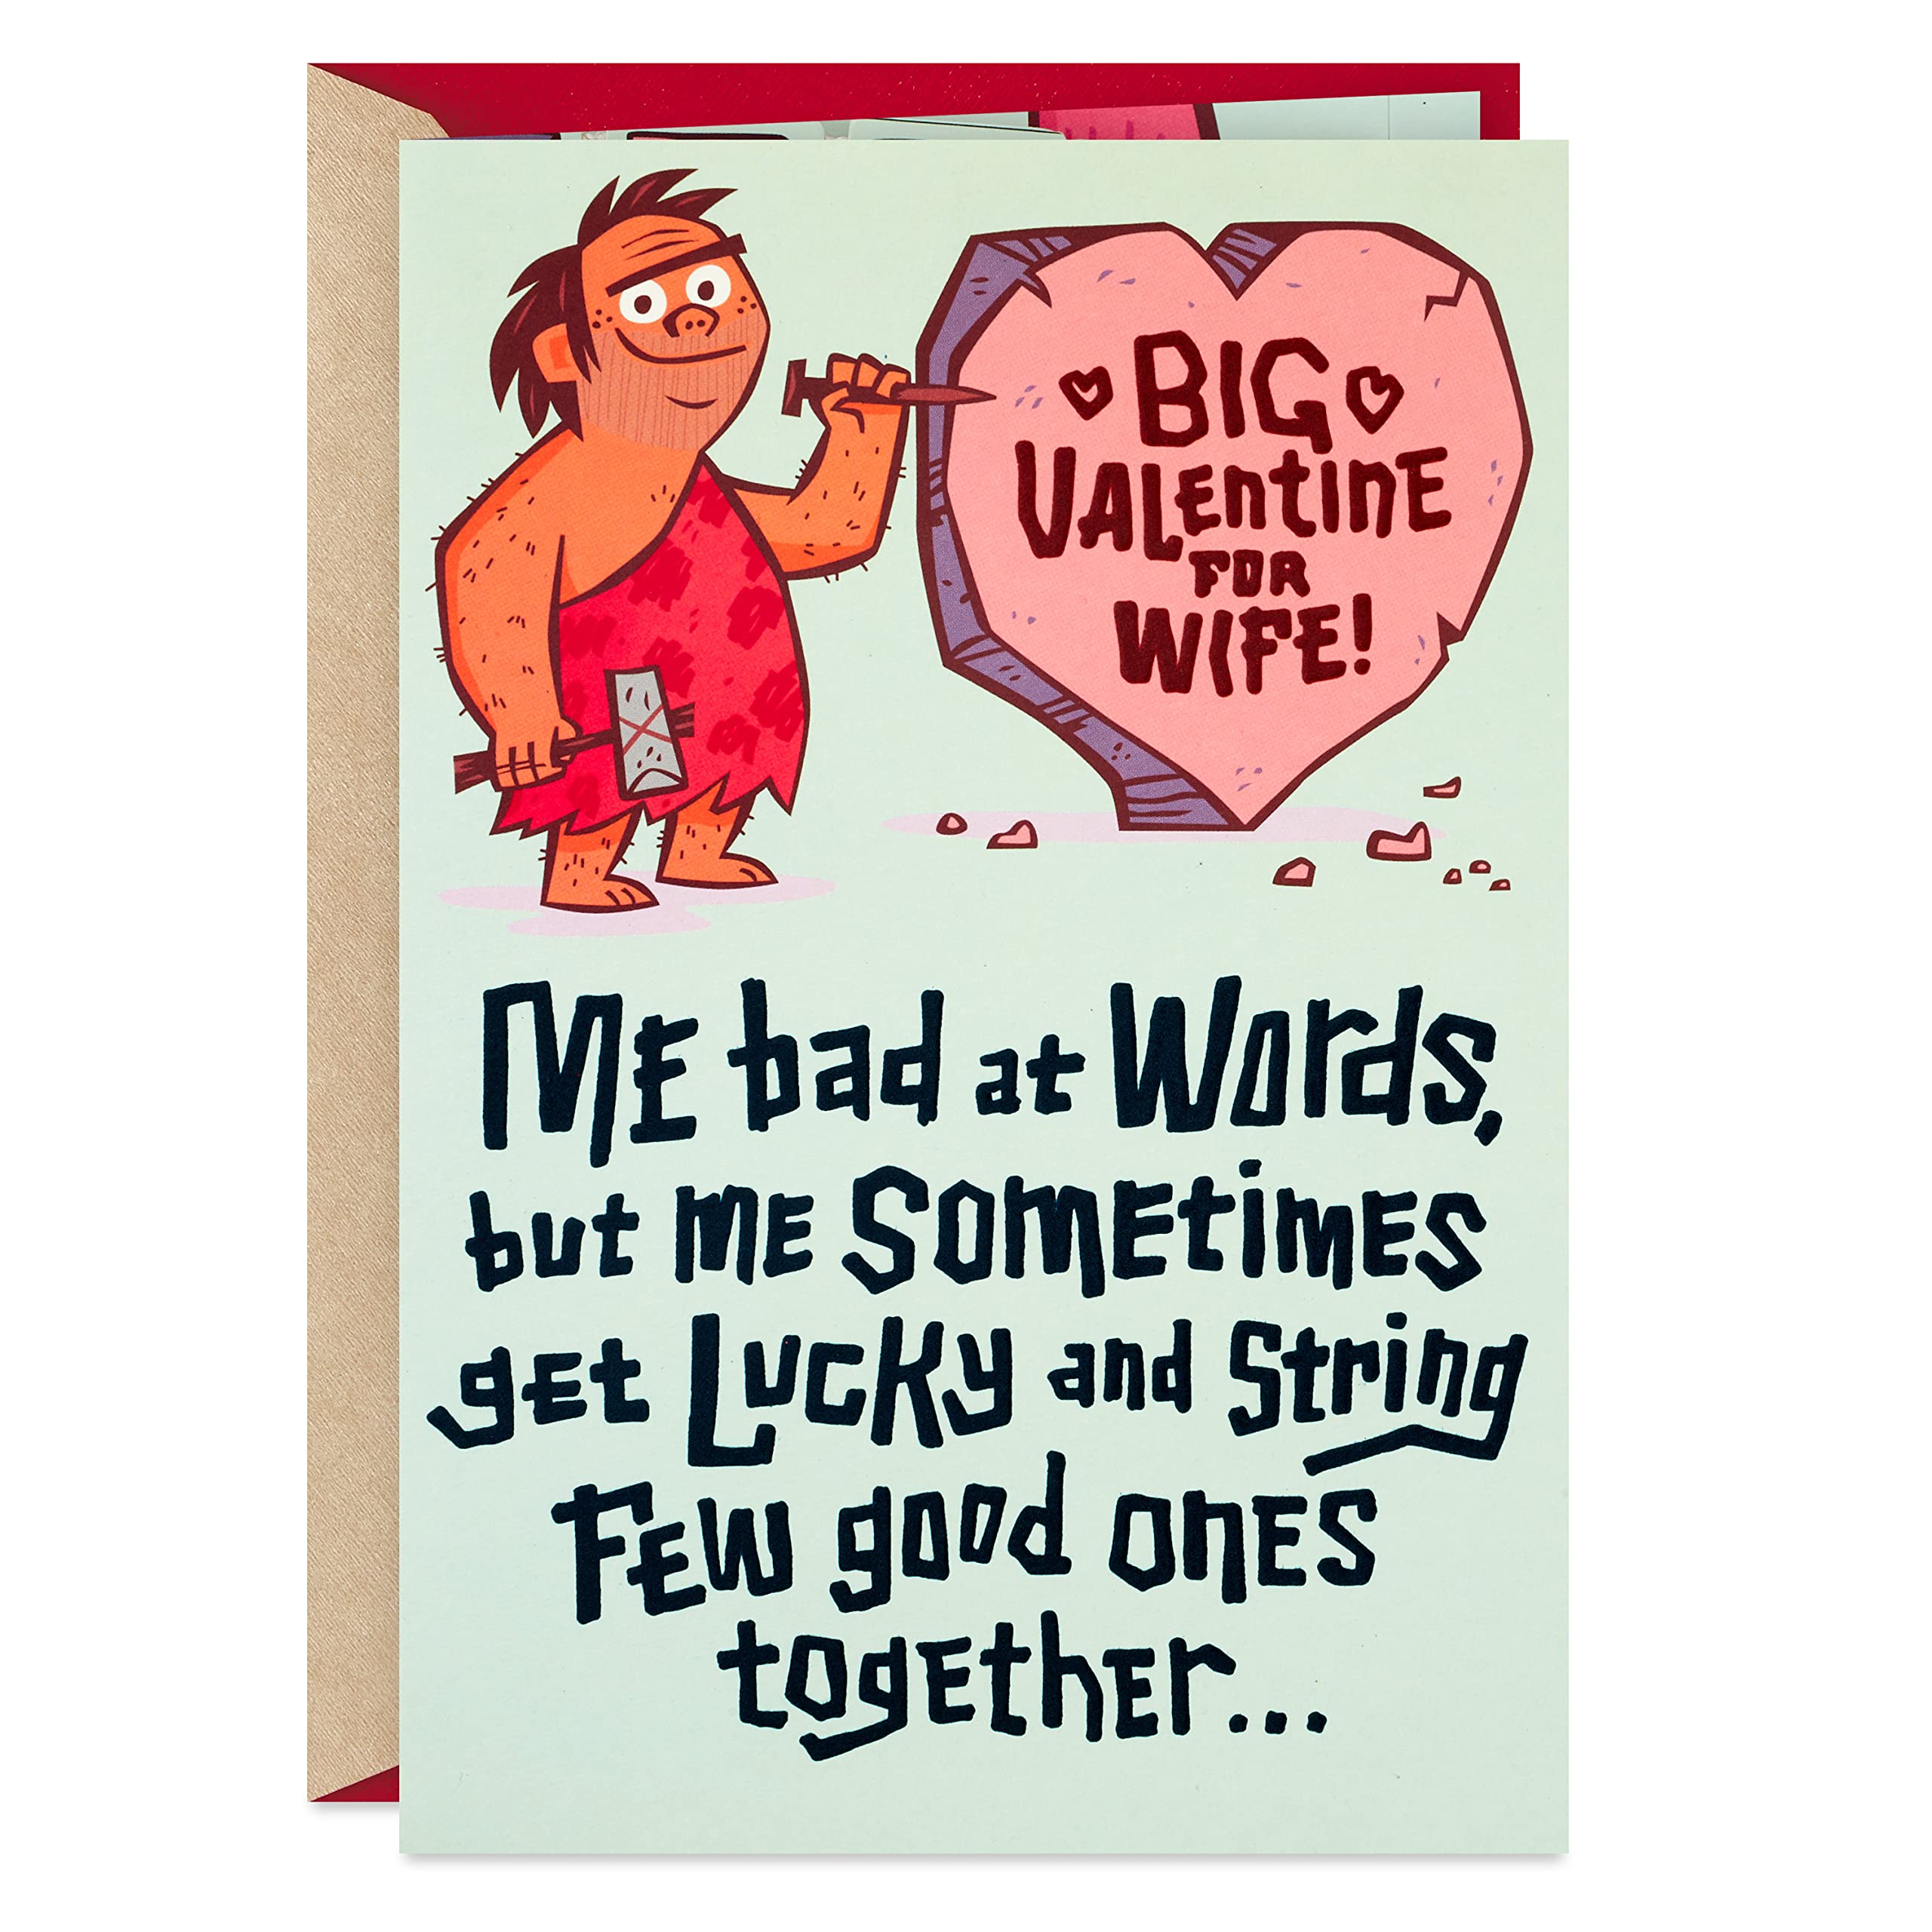 BIG
VALENTINE
FOR
WIFE!
ME bad at Words,
but ME SOMEtiMES
gEt Lucky and String
FEW good onES
togEthEr...